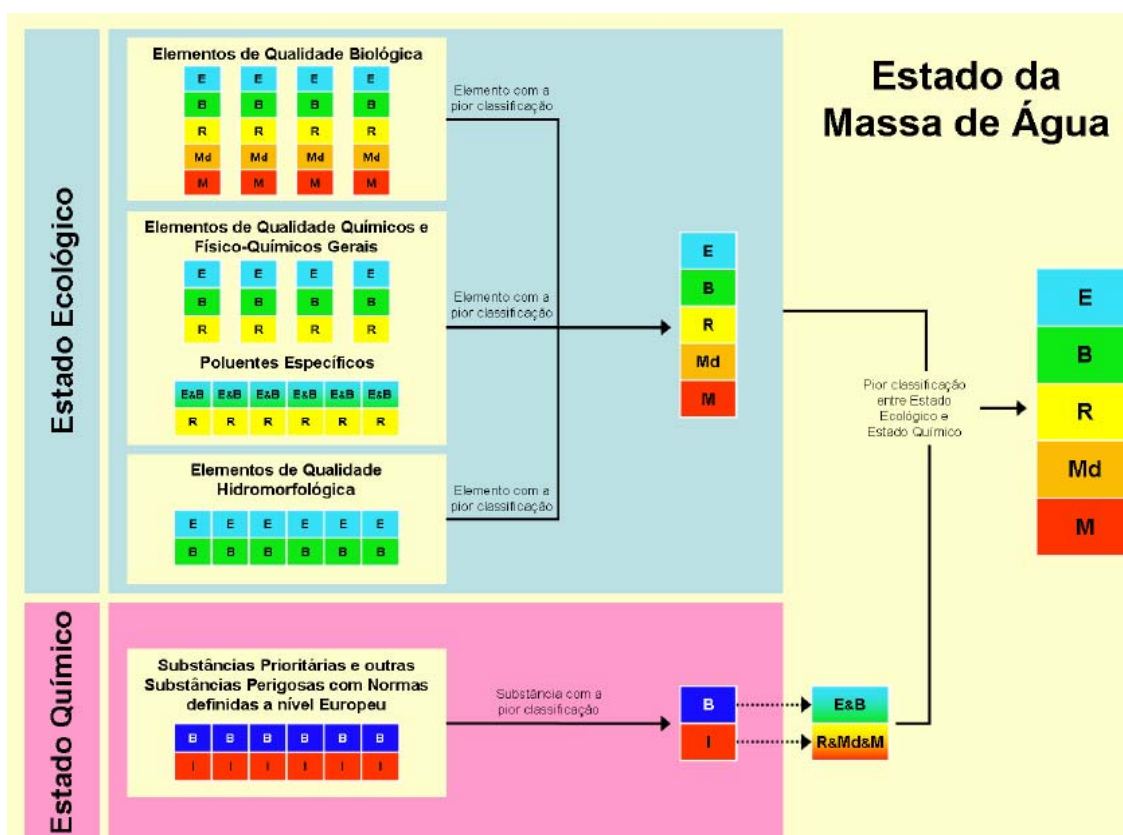 Estado da
Massa de Água
Estado Ecológico
Elementos de Qualidade Biológica
E E E E
B B B B
R R R R
Md Md Md Md
M M M M
Elemento com a
pior classificação
Elementos de Qualidade Químicos e
Físico-Químicos Gerais
E E E E
B B B B
R R R R
Poluentes Específicos
E&B E&B E&B E&B E&B E&B
R R R R R R
Elemento com a
pior classificação
Elementos de Qualidade
Hidromorfológica
E E E E E E
B B B B B B
Elemento com a
pior classificação
E
B
R
Md
M
Pior classificação
entre Estado
Ecológico e
Estado Químico
E
B
R
Md
M
Estado Químico
Substâncias Prioritárias e outras
Substâncias Perigosas com Normas
definidas a nível Europeu
B B B B B B
I I I I I I
Substância com a
pior classificação
B
I
E&B
R&Md&M